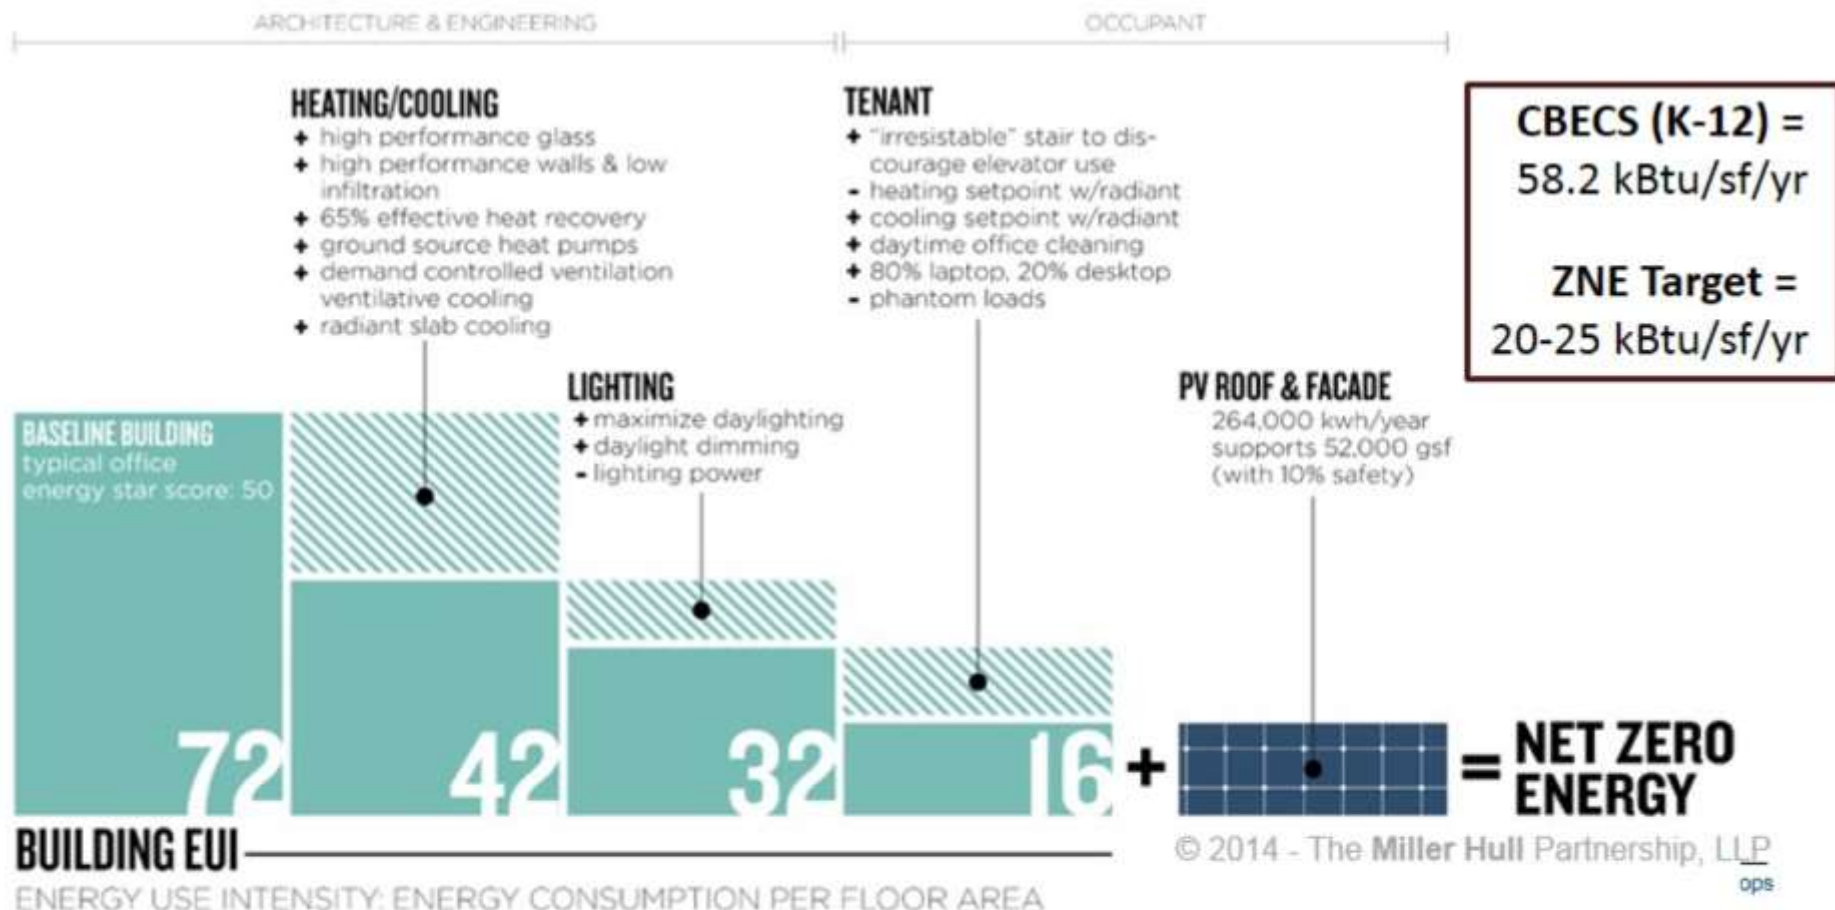 ARCHITECTURE & ENGINEERING
OCCUPANT
HEATING/COOLING
+ high performance glass
+ high performance walls & low
infiltration
+ 65% effective heat recovery
+ ground source heat pumps
+ demand controlled ventilation
ventilative cooling
+ radiant slab cooling
TENANT
+ "irresistable" stair to dis-
courage elevator use
- heating setpoint w/radiant
+ cooling setpoint w/radiant
+ daytime office cleaning
+ 80% laptop, 20% desktop
- phantom loads
CBECS (K-12) =
58.2 kBtu/sf/yr
ZNE Target =
20-25 kBtu/sf/yr
LIGHTING
+ maximize daylighting
+ daylight dimming
- lighting power
PV ROOF & FACADE
264,000 kwh/year
supports 52,000 gsf
(with 10% safety)
BASELINE BUILDING
typical office
energy star score: 50
72
42
32
16
+
= NET ZERO
ENERGY
BUILDING EUI
© 2014 - The Miller Hull Partnership, LLP
ops
ENERGY USE INTENSITY: ENERGY CONSUMPTION PER FLOOR AREA